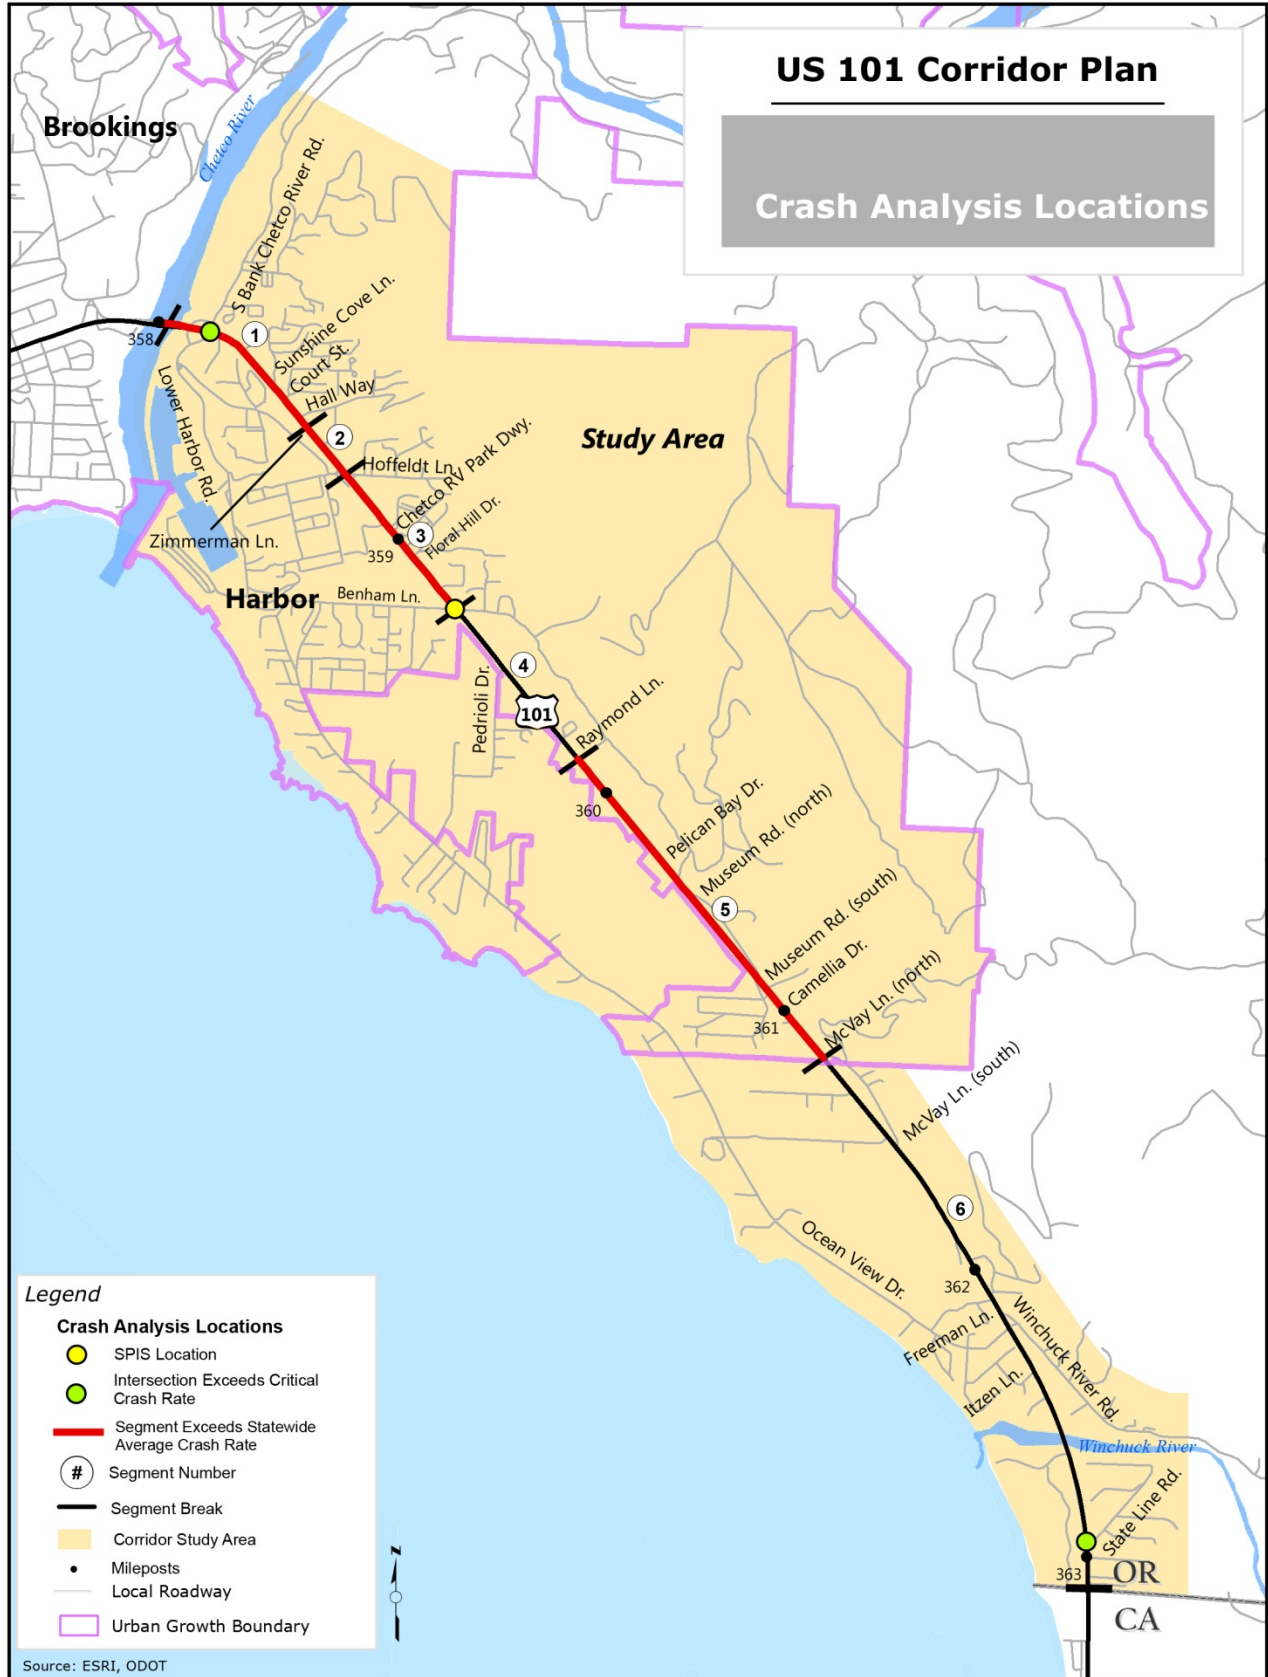 US 101 Corridor Plan
Crash Analysis Locations
Brookings
Chetco River
S Bank Chetco River Rd.
358
1
Sunshine Cove Ln.
Court St.
Hall Way
Lower Harbor Rd.
2
Hoffeldt Ln.
Study Area
Chetco RV Park Dwy.
Zimmerman Ln.
359
3
Floral Hill Dr.
Harbor
Benham Ln.
4
Pedrioli Dr.
101
Raymond Ln.
360
Pelican Bay Dr.
Museum Rd. (north)
5
Museum Rd. (south)
Camellia Dr.
361
McVay Ln. (north)
McVay Ln. (south)
6
Ocean View Dr.
362
Winchuck River Rd.
Freeman Ln.
Itzen Ln.
Winchuck River
State Line Rd.
363
OR
CA
Legend
Crash Analysis Locations
SPIS Location
Intersection Exceeds Critical
Crash Rate
Segment Exceeds Statewide
Average Crash Rate
# Segment Number
Segment Break
Corridor Study Area
Mileposts
Local Roadway
Urban Growth Boundary
z
Source: ESRI, ODOT